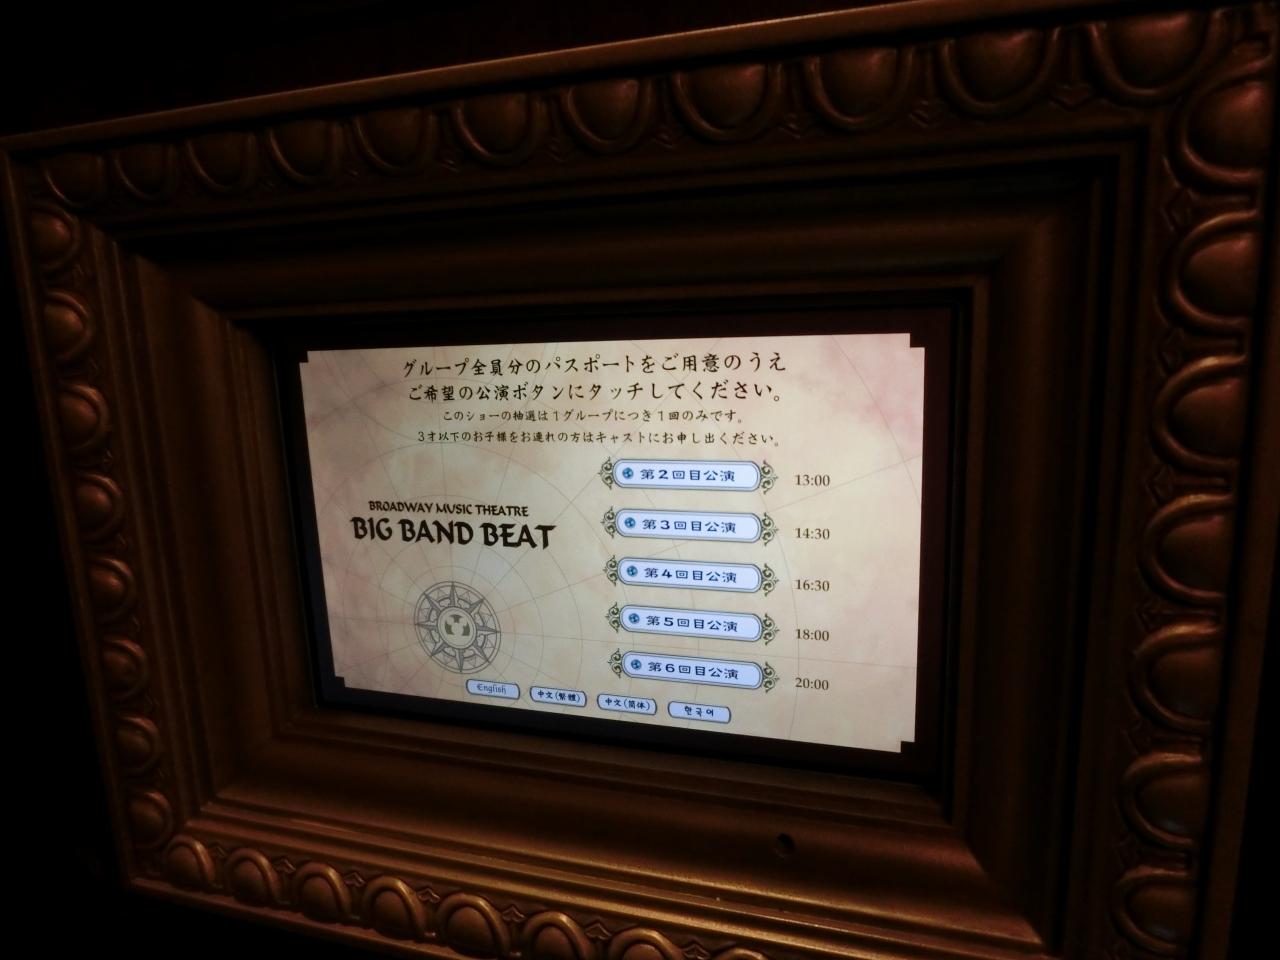 グループ全員分のパスポートをご用意のうえ
ご希望の公演ボタンにタッチしてください。
このショーの抽選は1グループにつき1回のみです。
3才以下のお子様をお連れの方はキャストにお申し出ください。
第2回目公演 13:00
BROADWAY MUSIC THEATRE
BIG BAND BEAT
第3回目公演 14:30
第4回目公演 16:30
第5回目公演 18:00
第6回目公演 20:00
English 中文(繁體) 中文(简体) 한국어